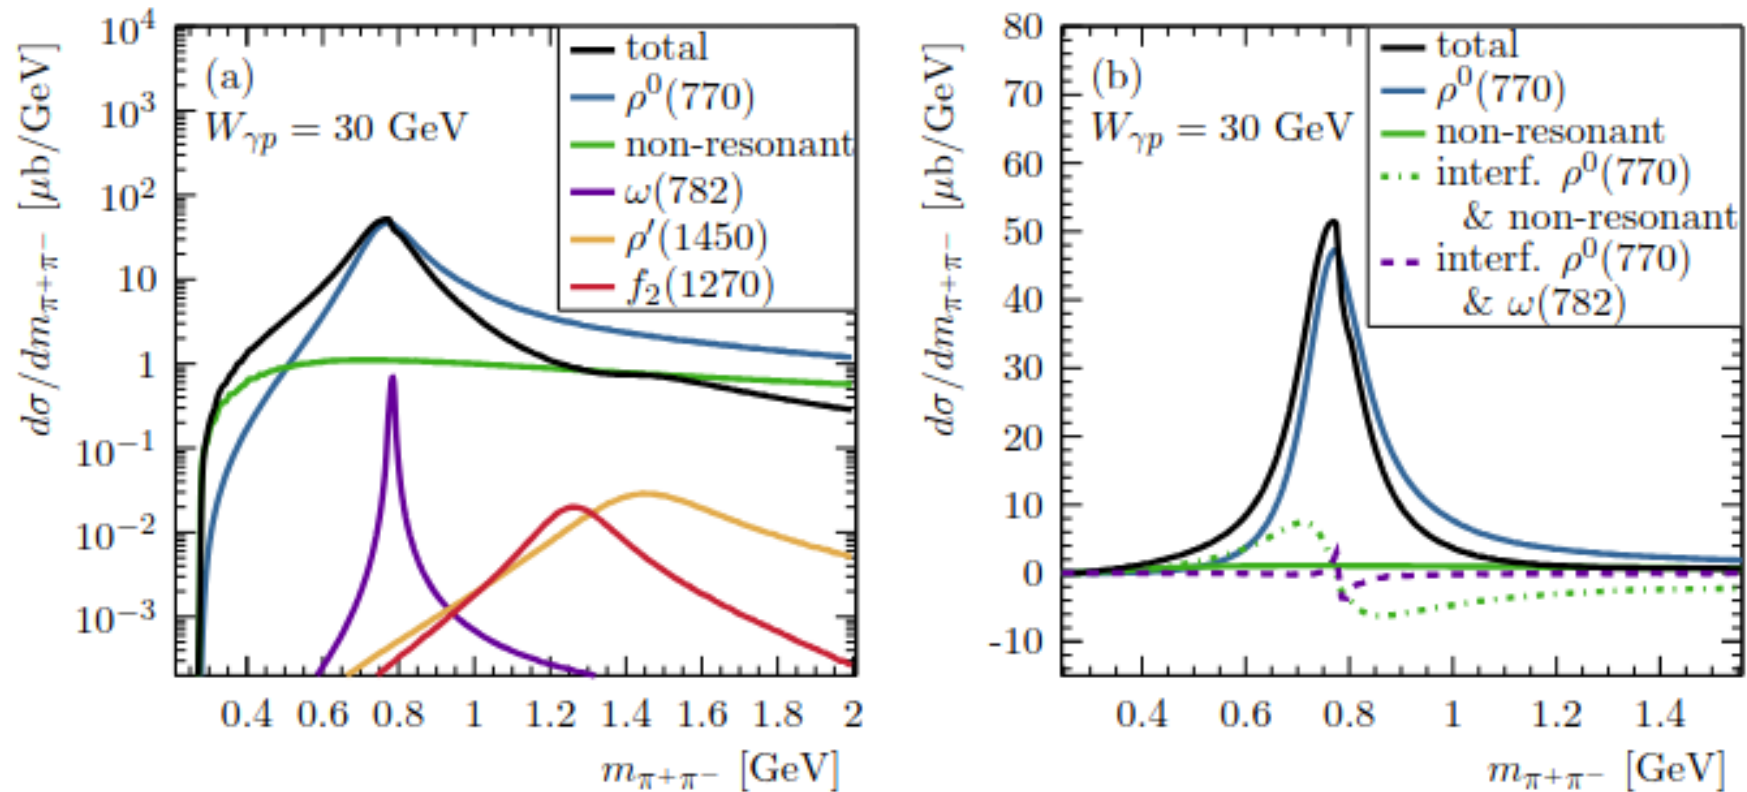 dσ/dm_{π+π−} [μb/GeV]
10^4
10^3
10^2
10
1
10^{−1}
10^{−2}
10^{−3}
(a)
W_{γp} = 30 GeV
total
ρ^0(770)
non-resonant
ω(782)
ρ′(1450)
f_2(1270)
0.4 0.6 0.8 1 1.2 1.4 1.6 1.8 2
m_{π+π−} [GeV]
dσ/dm_{π+π−} [μb/GeV]
80
70
60
50
40
30
20
10
0
-10
(b)
W_{γp} = 30 GeV
total
ρ^0(770)
non-resonant
interf. ρ^0(770)
& non-resonant
interf. ρ^0(770)
& ω(782)
0.4 0.6 0.8 1 1.2 1.4
m_{π+π−} [GeV]